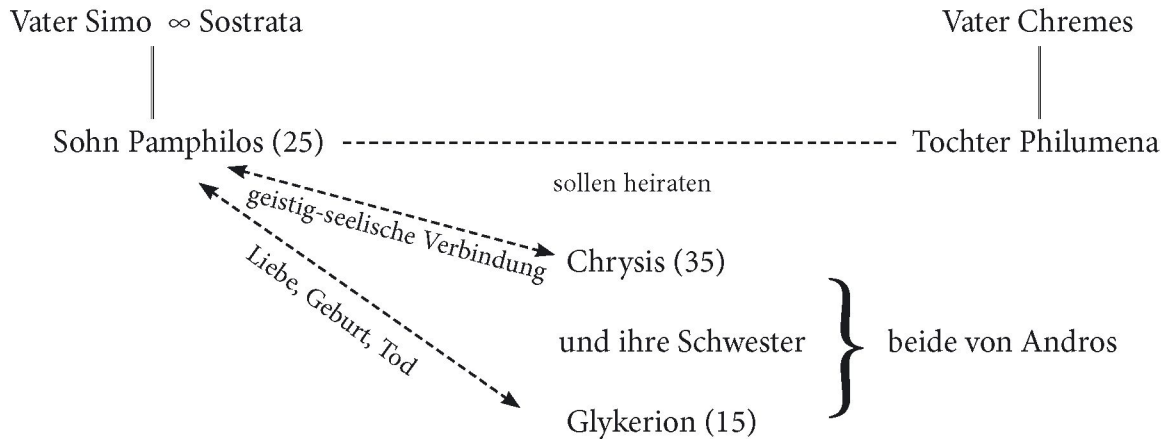 Vater Simo ∞ Sostrata
Vater Chremes
Sohn Pamphilos (25)
Tochter Philumena
sollen heiraten
geistig-seelische Verbindung
Liebe, Geburt, Tod
Chrysis (35)
und ihre Schwester
beide von Andros
Glykerion (15)